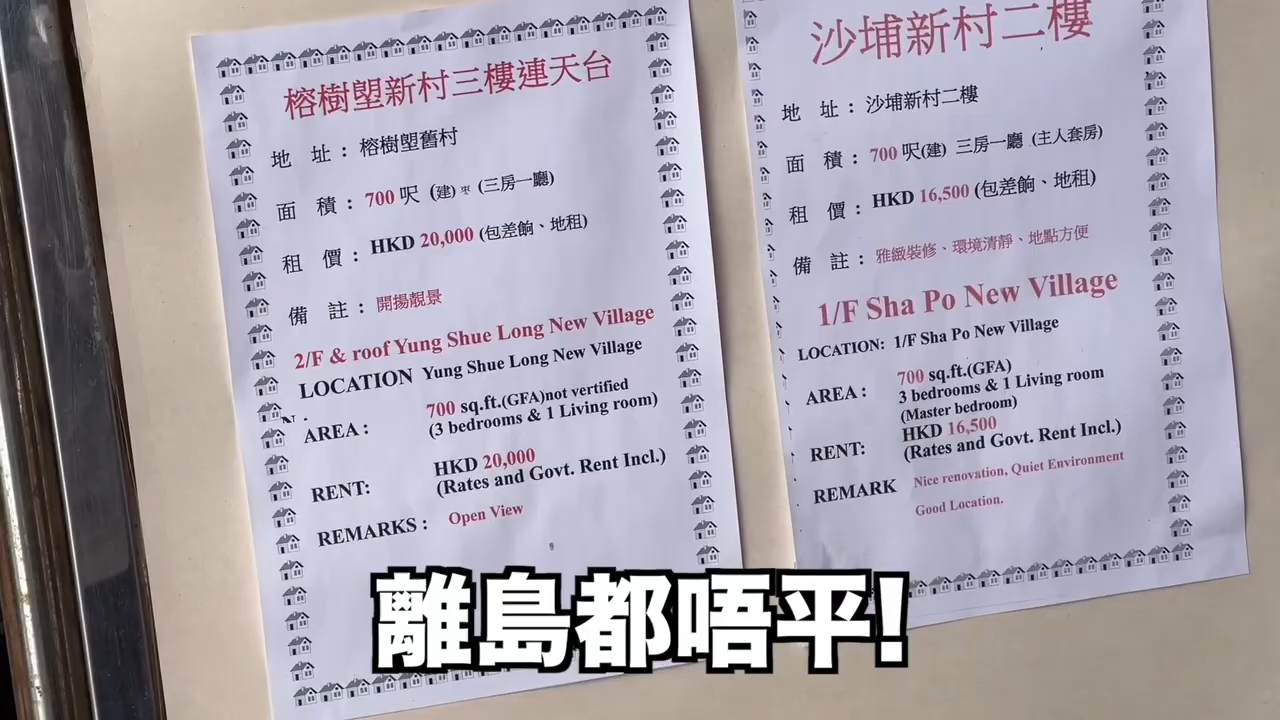 榕樹塱新村三樓連天台
地 址 : 榕樹塱舊村
面 積 : 700 呎 (建) 枣 (三房一廳)
租 價 : HKD 20,000 (包差餉、地租)
備 註 : 開揚靚景
2/F & roof Yung Shue Long New Village
LOCATION Yung Shue Long New Village
AREA : 700 sq.ft.(GFA)not vertified
(3 bedrooms & 1 Living room)
RENT: HKD 20,000
(Rates and Govt. Rent Incl.)
REMARKS : Open View
沙埔新村二樓
地 址 : 沙埔新村二樓
面 積 : 700 呎(建) 三房一廳 (主人套房)
租 價 : HKD 16,500 (包差餉、地租)
備 註 : 雅緻裝修、環境清靜、地點方便
1/F Sha Po New Village
LOCATION: 1/F Sha Po New Village
AREA : 700 sq.ft.(GFA)
3 bedrooms & 1 Living room
(Master bedroom)
RENT: HKD 16,500
(Rates and Govt. Rent Incl.)
REMARK Nice renovation, Quiet Environment
Good Location.
離島都唔平!